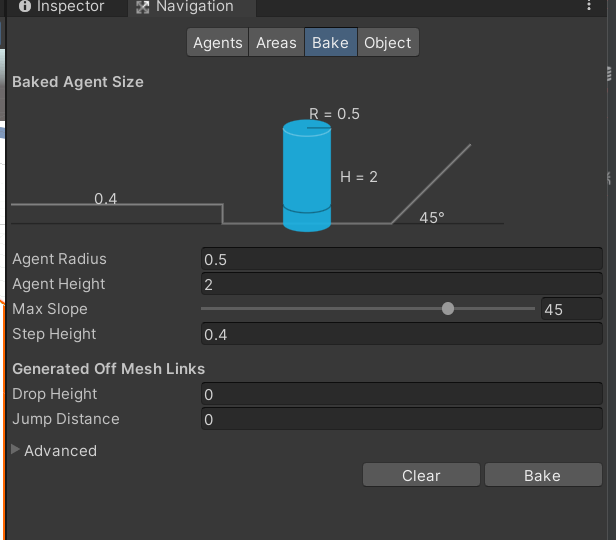 Inspector Navigation
Agents Areas Bake Object
Baked Agent Size
R = 0.5
H = 2
0.4
45°
Agent Radius 0.5
Agent Height 2
Max Slope 45
Step Height 0.4
Generated Off Mesh Links
Drop Height 0
Jump Distance 0
Advanced
Clear Bake